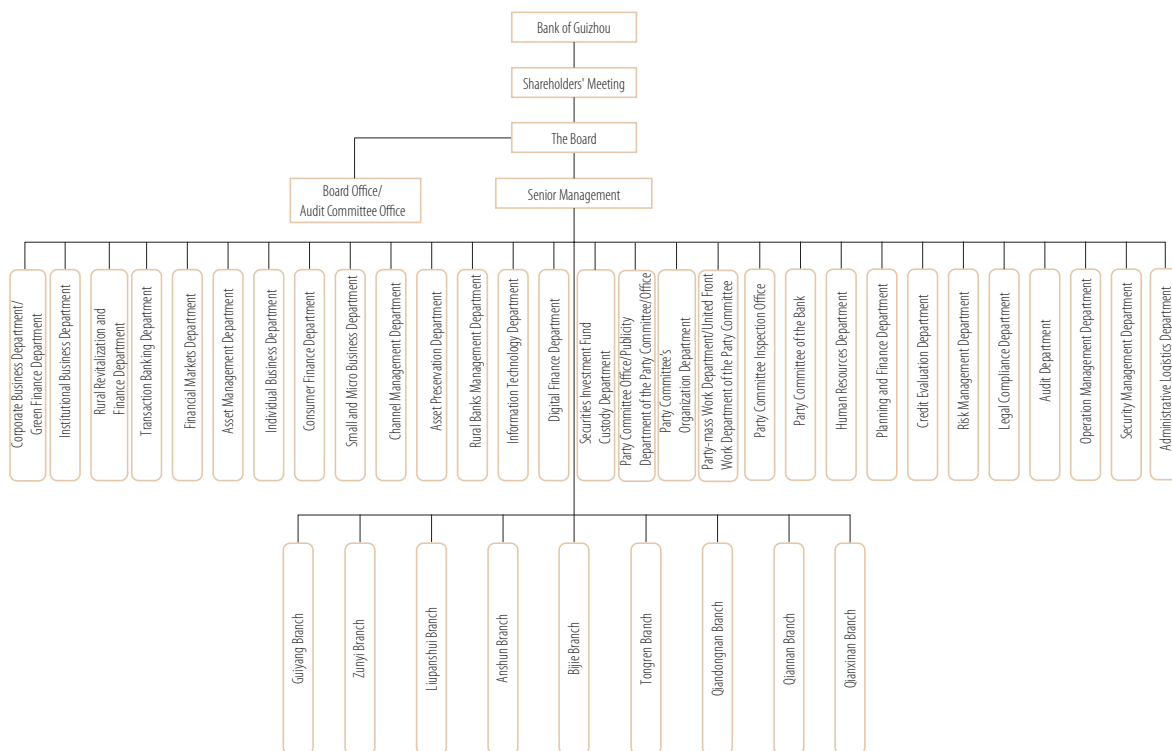 Bank of Guizhou
Shareholders' Meeting
The Board
Board Office/
Audit Committee Office
Senior Management
Corporate Business Department/
Green Finance Department
Institutional Business Department
Rural Revitalization and
Finance Department
Transaction Banking Department
Financial Markets Department
Asset Management Department
Individual Business Department
Consumer Finance Department
Small and Micro Business Department
Channel Management Department
Asset Preservation Department
Rural Banks Management Department
Information Technology Department
Digital Finance Department
Securities Investment Fund
Custody Department
Party Committee Office/Publicity
Department of the Party Committee/Office
Party Committee's
Organization Department
Party-mass Work Department/United Front
Work Department of the Party Committee
Party Committee Inspection Office
Party Committee of the Bank
Human Resources Department
Planning and Finance Department
Credit Evaluation Department
Risk Management Department
Legal Compliance Department
Audit Department
Operation Management Department
Security Management Department
Administrative Logistics Department
Guiyang Branch
Zunyi Branch
Liupanshui Branch
Anshun Branch
Bijie Branch
Tongren Branch
Qiandongnan Branch
Qiannan Branch
Qianxinan Branch